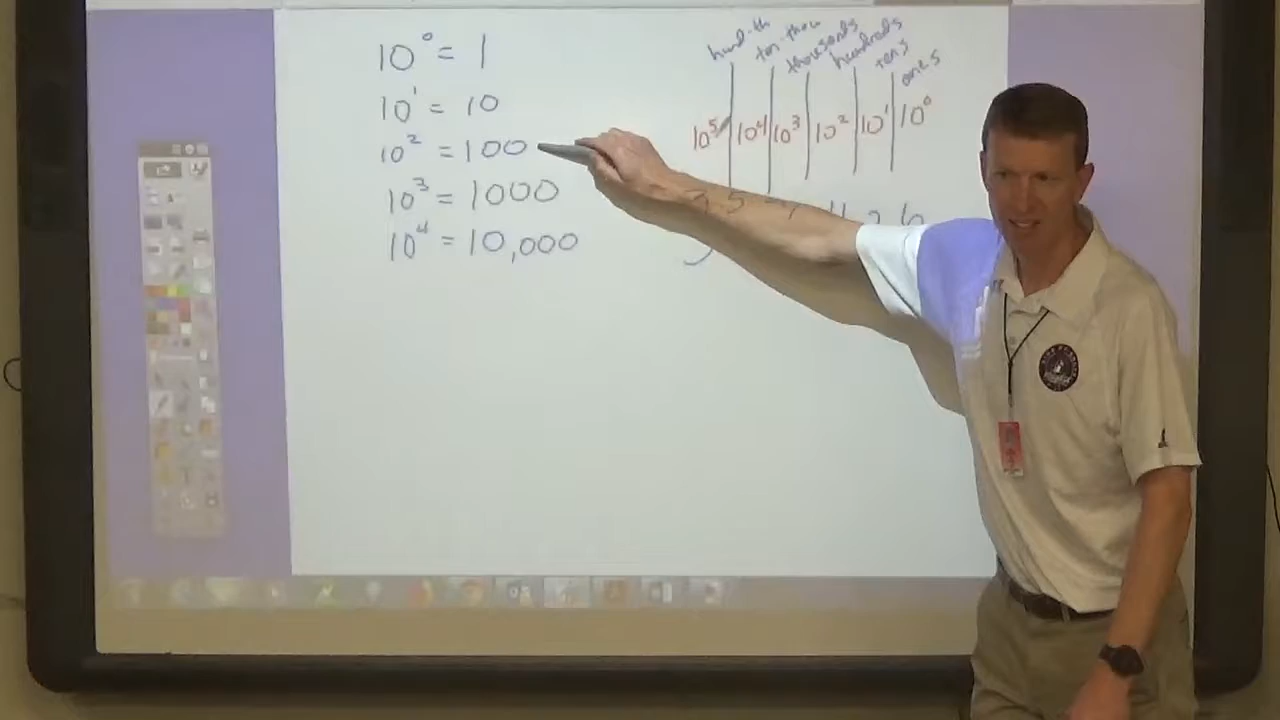 10⁰ = 1
10¹ = 10
10² = 100
10³ = 1000
10⁴ = 10,000
hund-th ten-thou thousands hundreds tens ones
10⁵ 10⁴ 10³ 10² 10¹ 10⁰